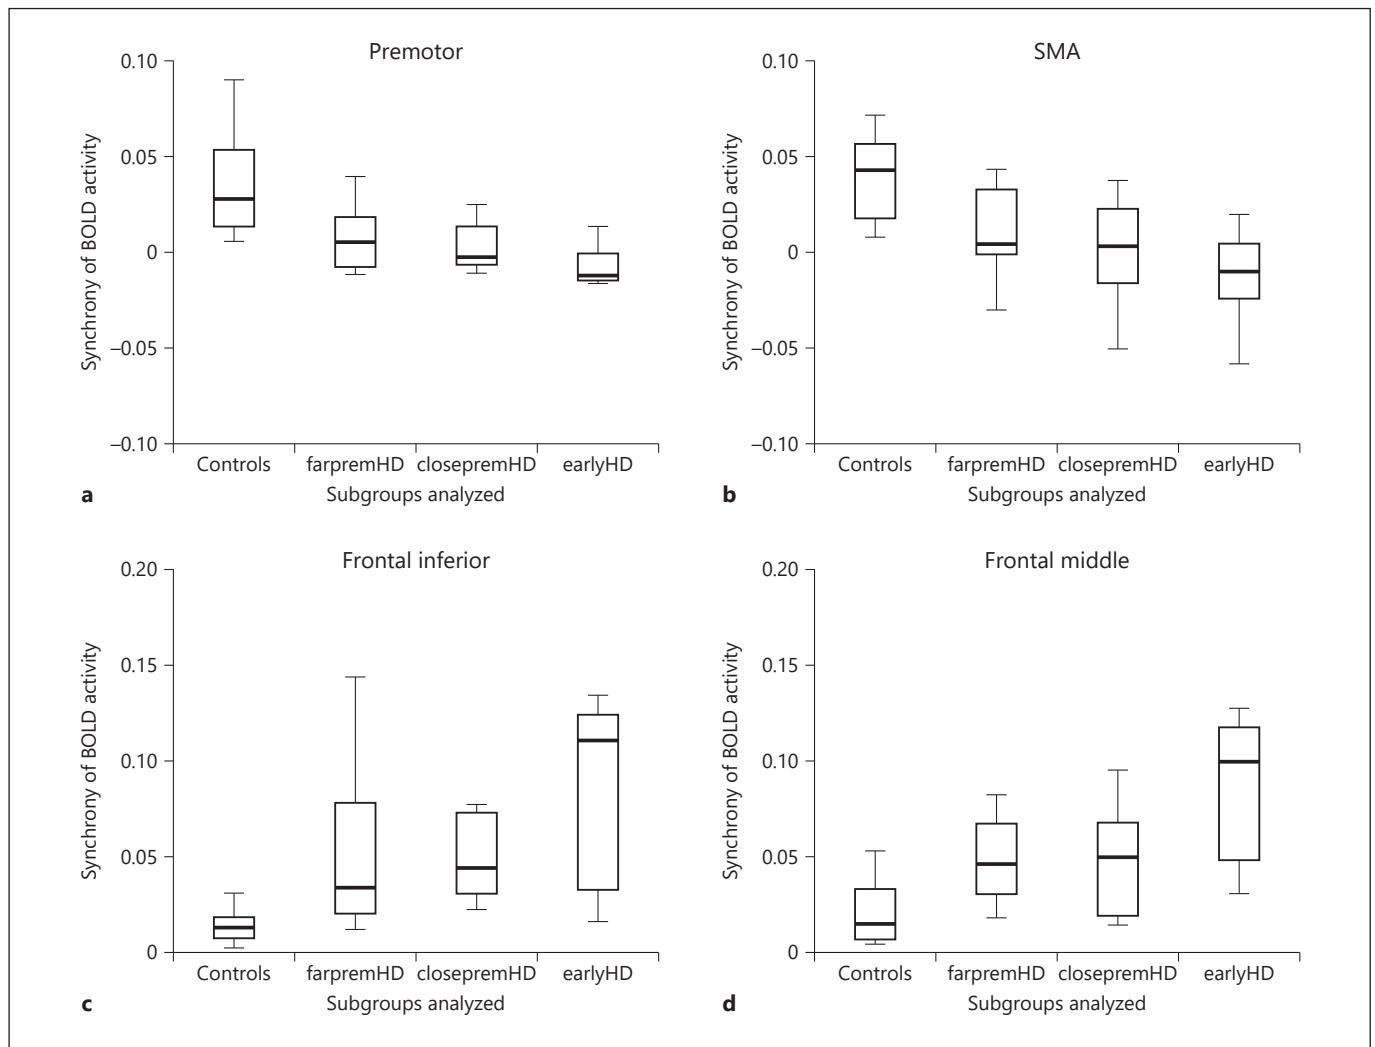 Premotor
0.10
0.05
0
–0.05
–0.10
Synchrony of BOLD activity
Controls farpremHD closepremHD earlyHD
a
Subgroups analyzed
SMA
0.10
0.05
0
–0.05
–0.10
Synchrony of BOLD activity
Controls farpremHD closepremHD earlyHD
b
Subgroups analyzed
Frontal inferior
0.20
0.15
0.10
0.05
0
Synchrony of BOLD activity
Controls farpremHD closepremHD earlyHD
c
Subgroups analyzed
Frontal middle
0.20
0.15
0.10
0.05
0
Synchrony of BOLD activity
Controls farpremHD closepremHD earlyHD
d
Subgroups analyzed